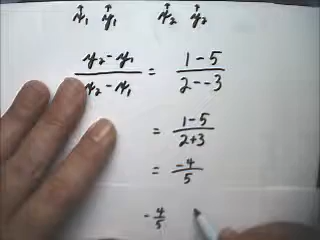 x₁ y₁ x₂ y₂
y₂ - y₁ / x₂ - x₁ = 1 - 5 / 2 - - 3
= 1 - 5 / 2 + 3
= -4 / 5
- 4 / 5